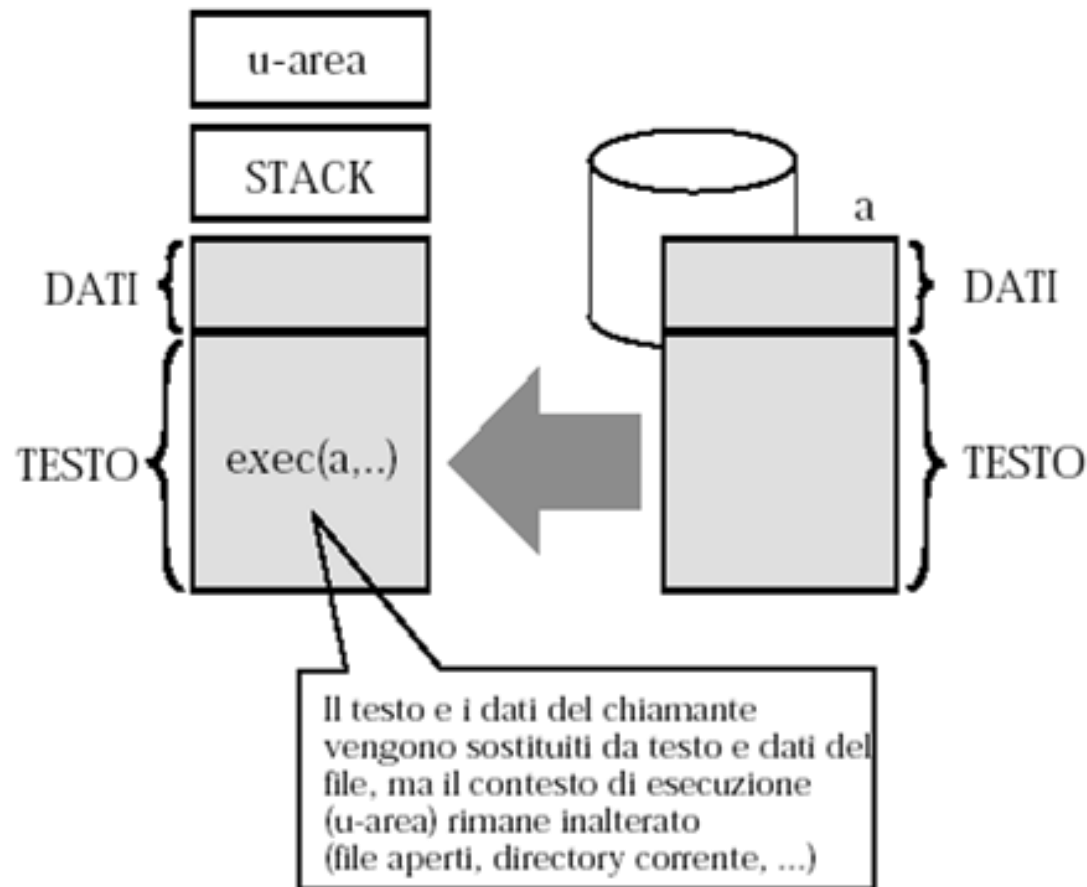 u-area
STACK
a
DATI
DATI
TESTO
exec(a,..)
TESTO
Il testo e i dati del chiamante
vengono sostituiti da testo e dati del
file, ma il contesto di esecuzione
(u-area) rimane inalterato
(file aperti, directory corrente, ...)